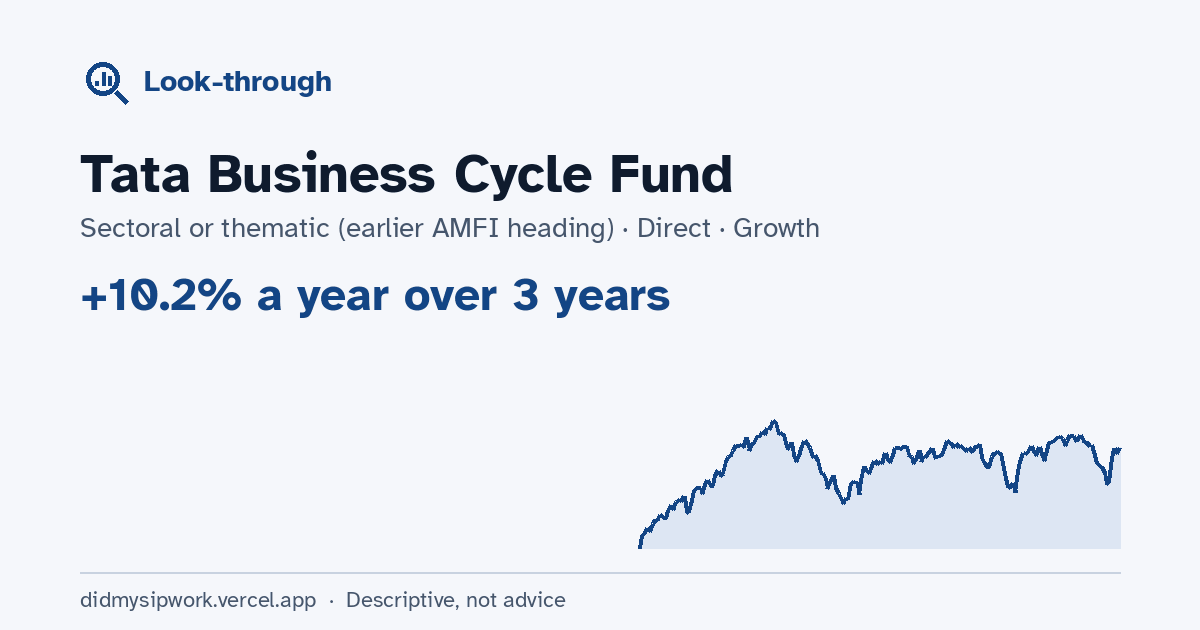 Look-through
Tata Business Cycle Fund
Sectoral or thematic (earlier AMFI heading) · Direct · Growth
+10.2% a year over 3 years
didmysipwork.vercel.app · Descriptive, not advice